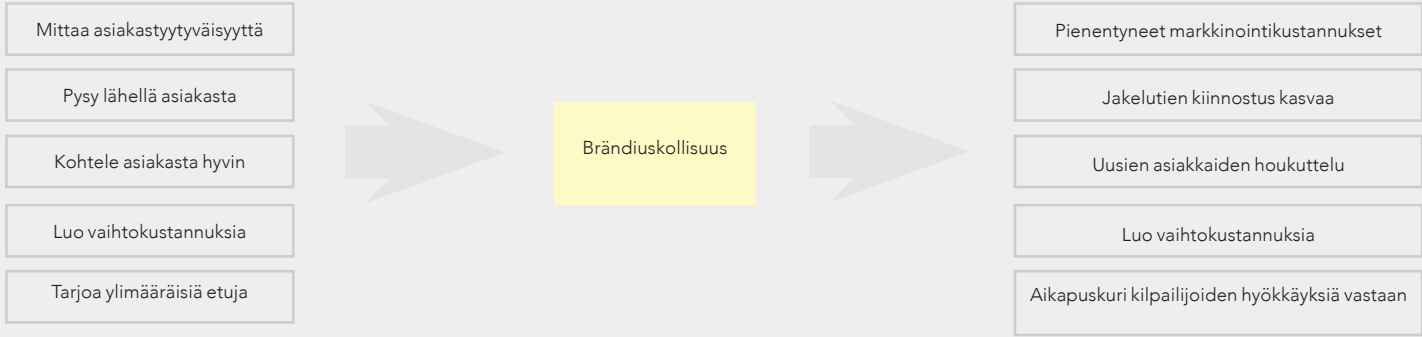 Mittaa asiakastyytyväisyyttä
Pysy lähellä asiakasta
Kohtele asiakasta hyvin
Luo vaihtokustannuksia
Tarjoa ylimääräisiä etuja
Brändiuskollisuus
Pienentyneet markkinointikustannukset
Jakelutien kiinnostus kasvaa
Uusien asiakkaiden houkuttelu
Luo vaihtokustannuksia
Aikapuskuri kilpailijoiden hyökkäyksiä vastaan